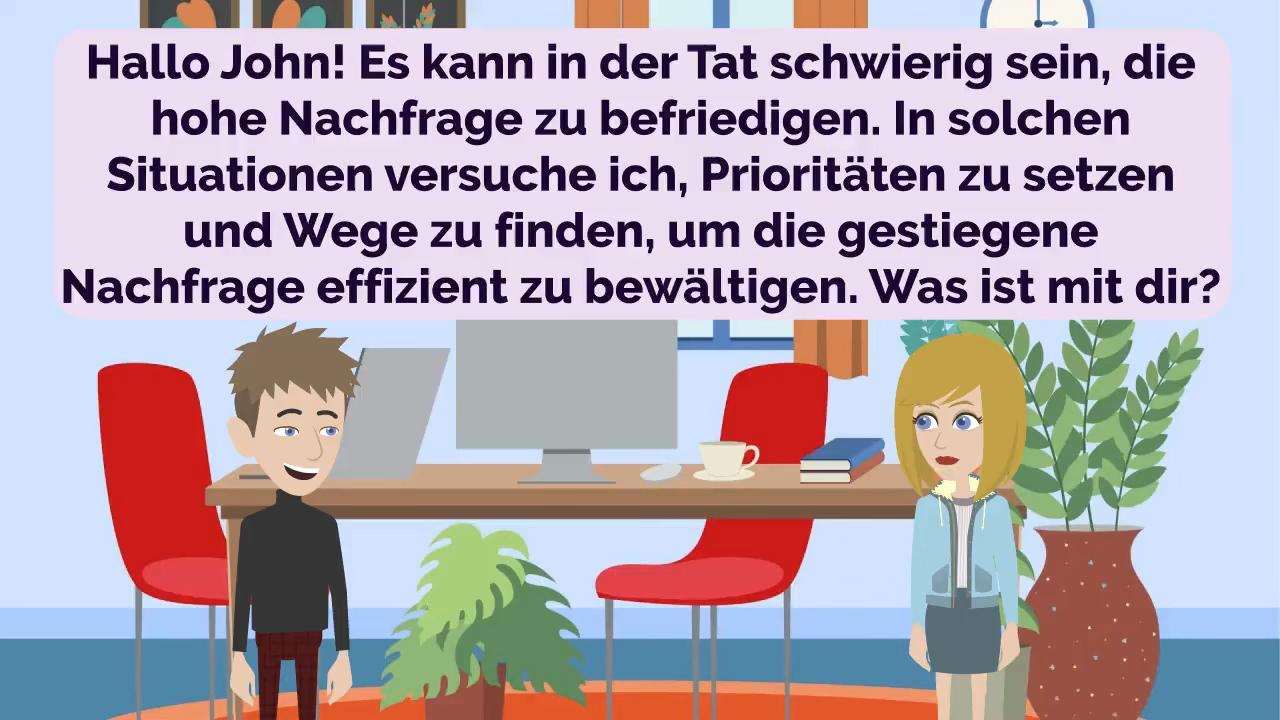 Hallo John! Es kann in der Tat schwierig sein, die
hohe Nachfrage zu befriedigen. In solchen
Situationen versuche ich, Prioritäten zu setzen
und Wege zu finden, um die gestiegene
Nachfrage effizient zu bewältigen. Was ist mit dir?